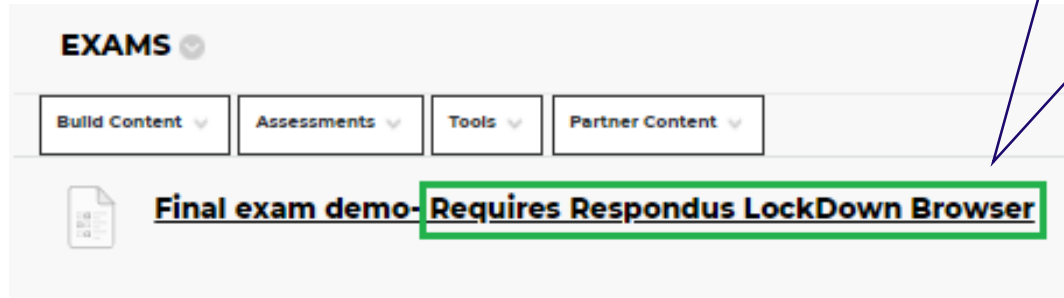 EXAMS
Build Content Assessments Tools Partner Content
Final exam demo- Requires Respondus LockDown Browser